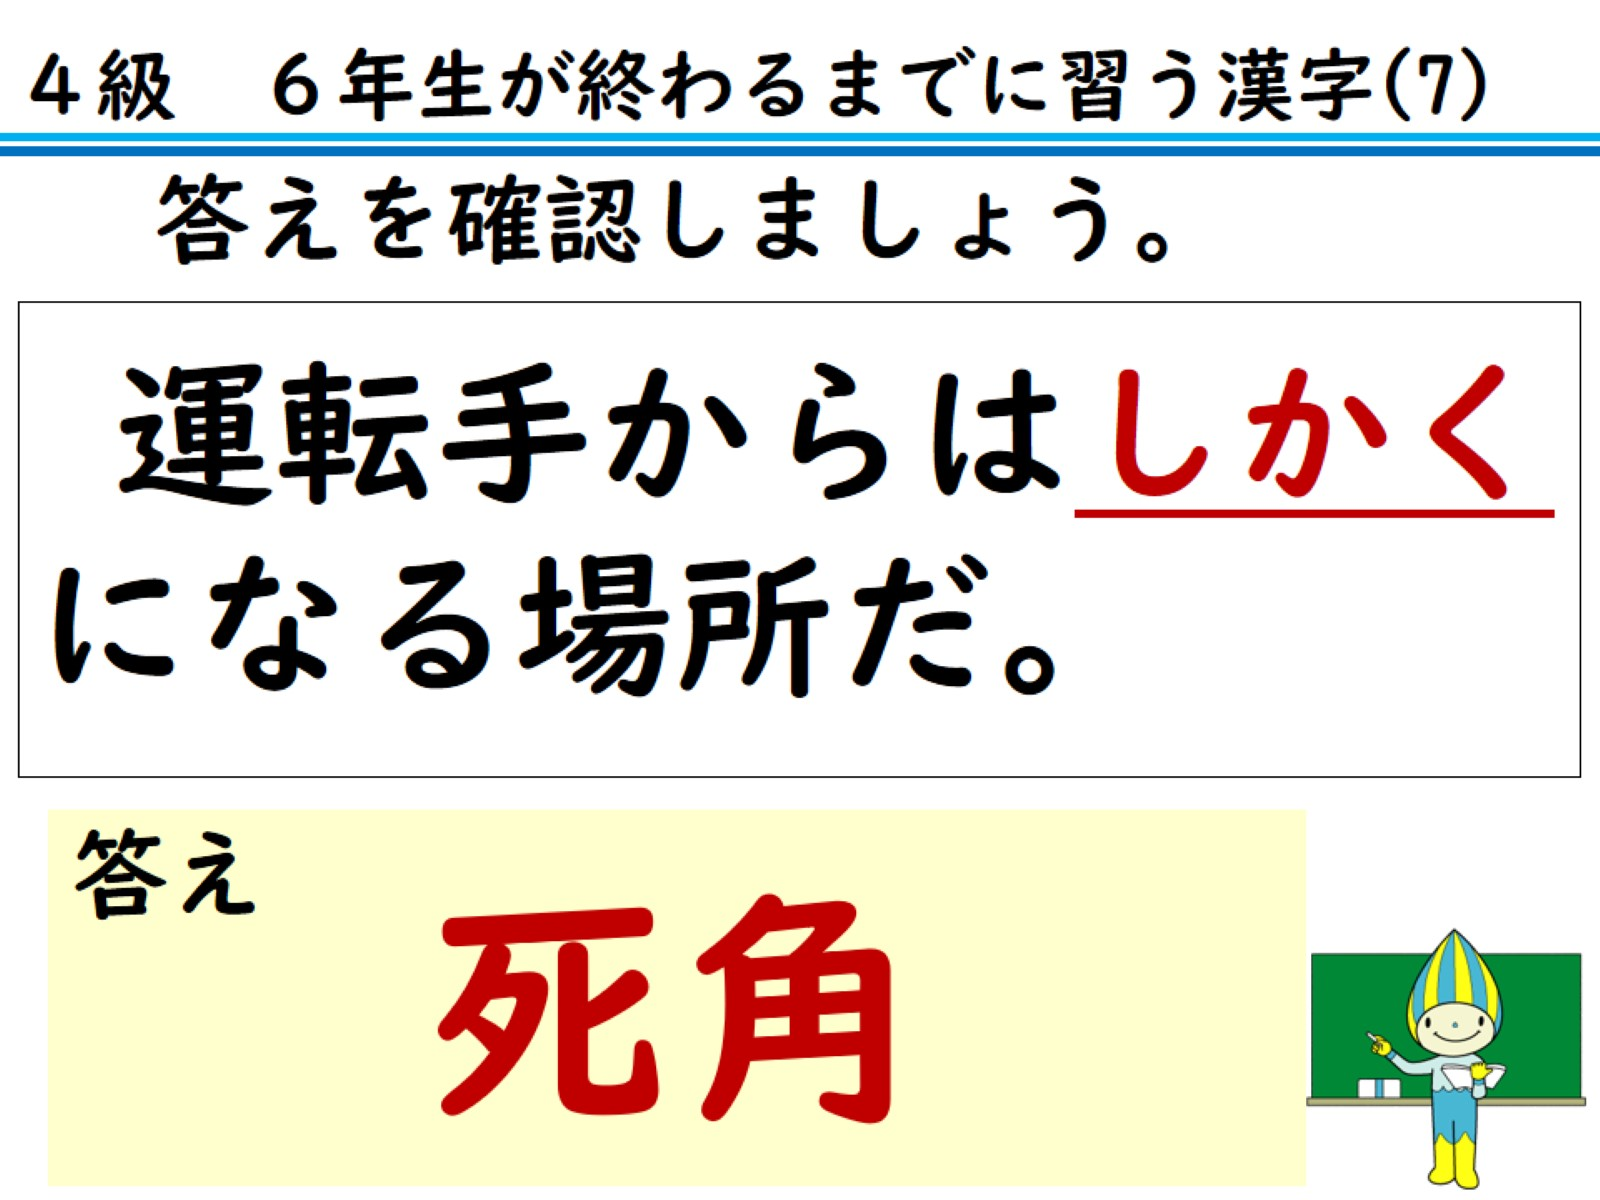 ４級　６年生が終わるまでに習う漢字(7)
答えを確認しましょう。
運転手からはしかく
になる場所だ。
答え
死角